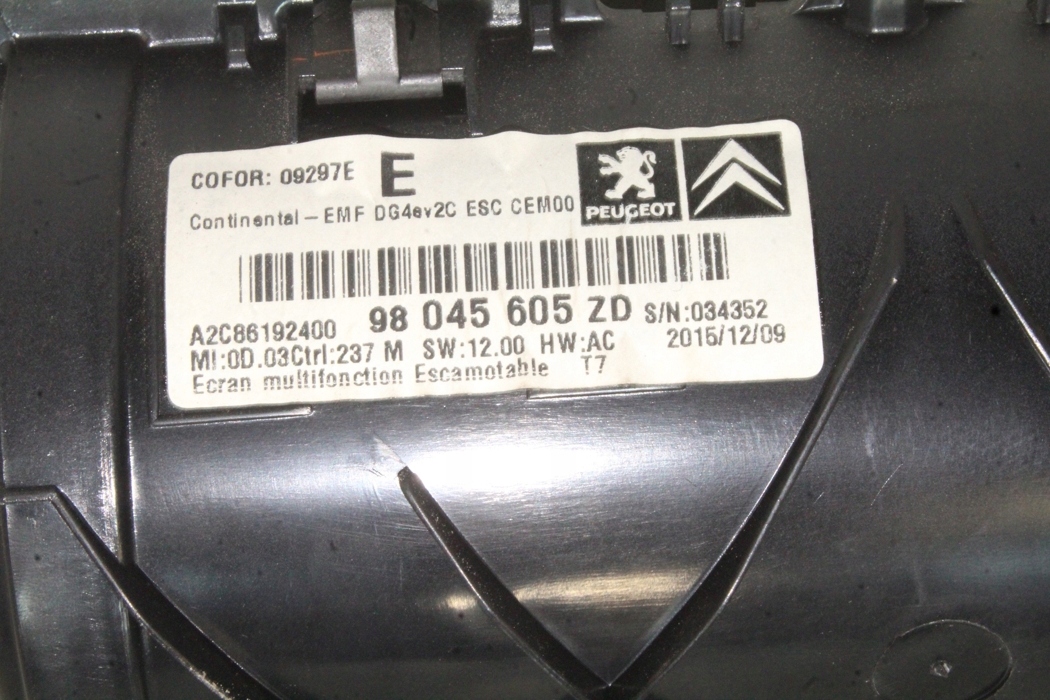 COFOR: 09297E E
PEUGEOT
Continental - EMF DG4ev2C ESC CEM00
98 045 605 ZD S/N:034352
A2C86192400
MI:0D.03Ctrl:237 M SW:12.00 HW:AC 2015/12/09
Ecran multifonction Escamotable T7